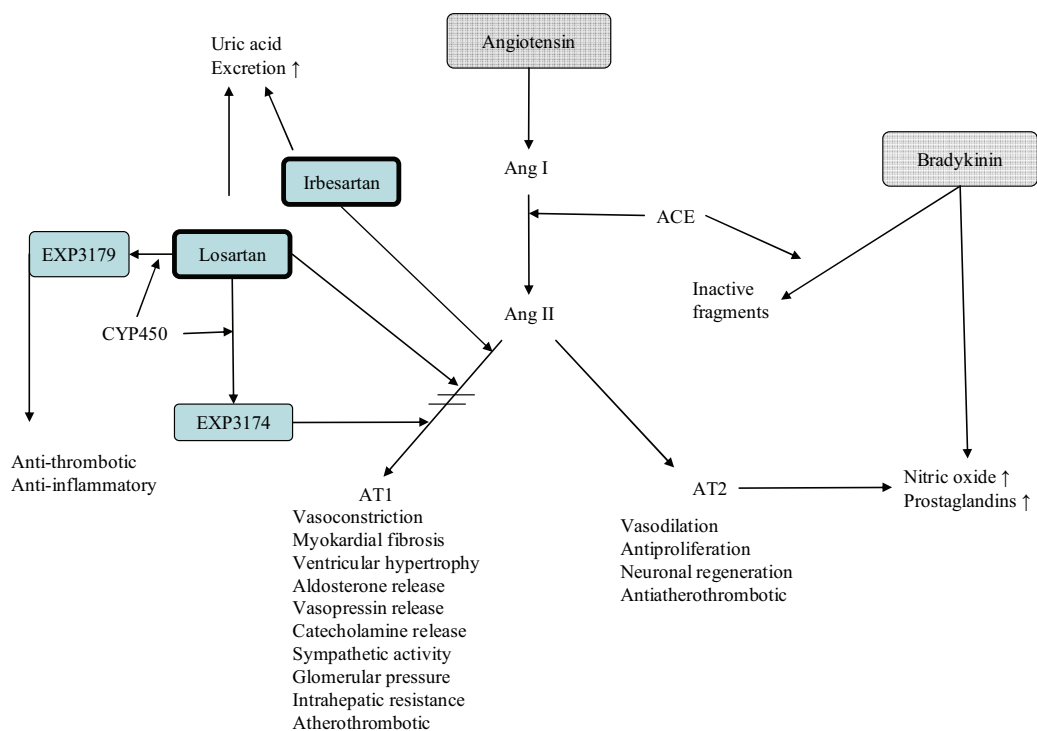 Uric acid
Excretion ↑
Angiotensin
Irbesartan
Ang I
Bradykinin
ACE
EXP3179
Losartan
Inactive
fragments
Ang II
CYP450
EXP3174
Anti-thrombotic
Anti-inflammatory
AT1
Vasoconstriction
Myokardial fibrosis
Ventricular hypertrophy
Aldosterone release
Vasopressin release
Catecholamine release
Sympathetic activity
Glomerular pressure
Intrahepatic resistance
Atherothrombotic
AT2
Vasodilation
Antiproliferation
Neuronal regeneration
Antiatherothrombotic
Nitric oxide ↑
Prostaglandins ↑